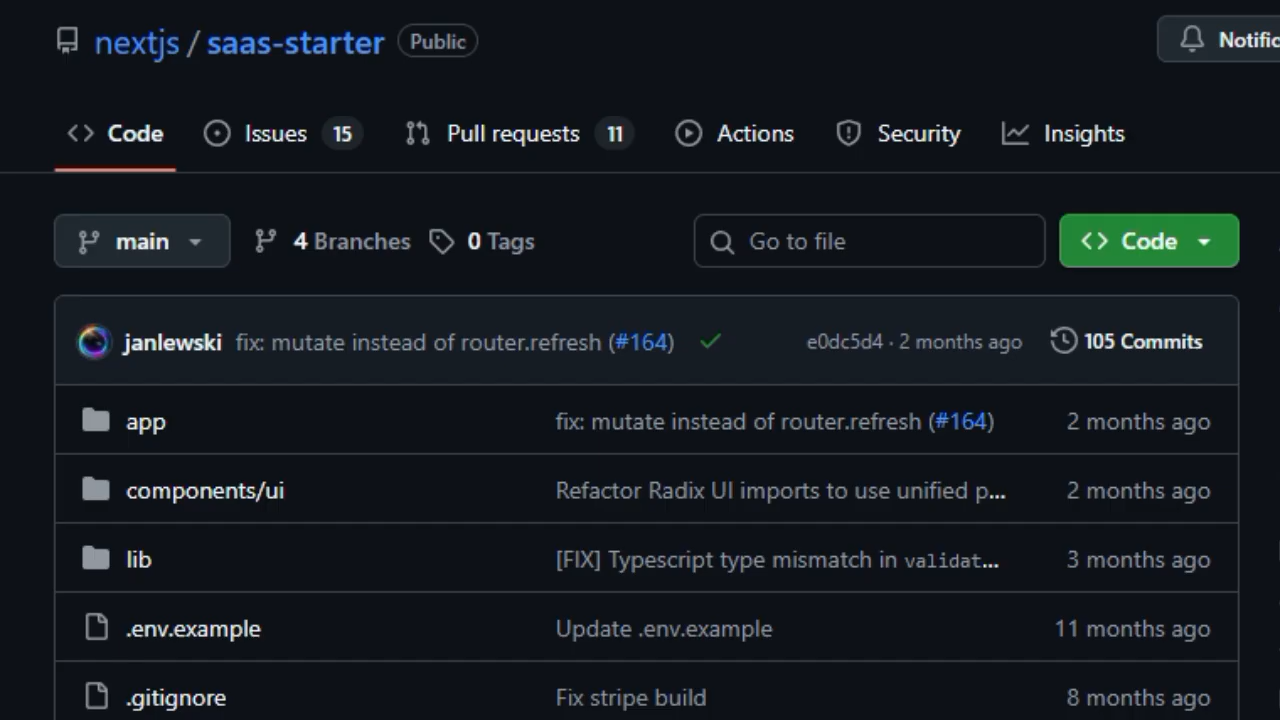 nextjs / saas-starter Public Notific
Code Issues 15 Pull requests 11 Actions Security Insights
main 4 Branches 0 Tags Go to file Code
janlewski fix: mutate instead of router.refresh (#164) e0dc5d4 · 2 months ago 105 Commits
app fix: mutate instead of router.refresh (#164) 2 months ago
components/ui Refactor Radix UI imports to use unified p... 2 months ago
lib [FIX] Typescript type mismatch in validat... 3 months ago
.env.example Update .env.example 11 months ago
.gitignore Fix stripe build 8 months ago